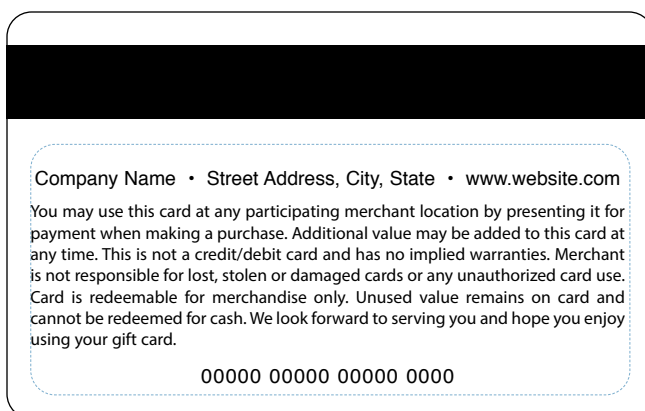 Company Name • Street Address, City, State • www.website.com
You may use this card at any participating merchant location by presenting it for
payment when making a purchase. Additional value may be added to this card at
any time. This is not a credit/debit card and has no implied warranties. Merchant
is not responsible for lost, stolen or damaged cards or any unauthorized card use.
Card is redeemable for merchandise only. Unused value remains on card and
cannot be redeemed for cash. We look forward to serving you and hope you enjoy
using your gift card.
00000 00000 00000 0000